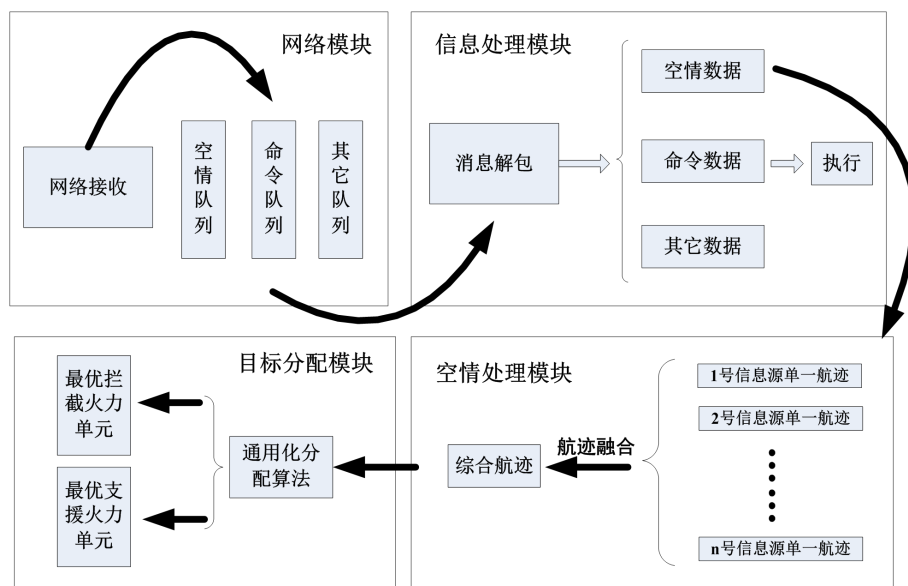 网络模块
网络接收
空情队列
命令队列
其它队列
信息处理模块
消息解包
空情数据
命令数据
执行
其它数据
目标分配模块
最优拦
截火力
单元
最优支
援火力
单元
通用化分
配算法
空情处理模块
综合航迹
航迹融合
1号信息源单一航迹
2号信息源单一航迹
n号信息源单一航迹